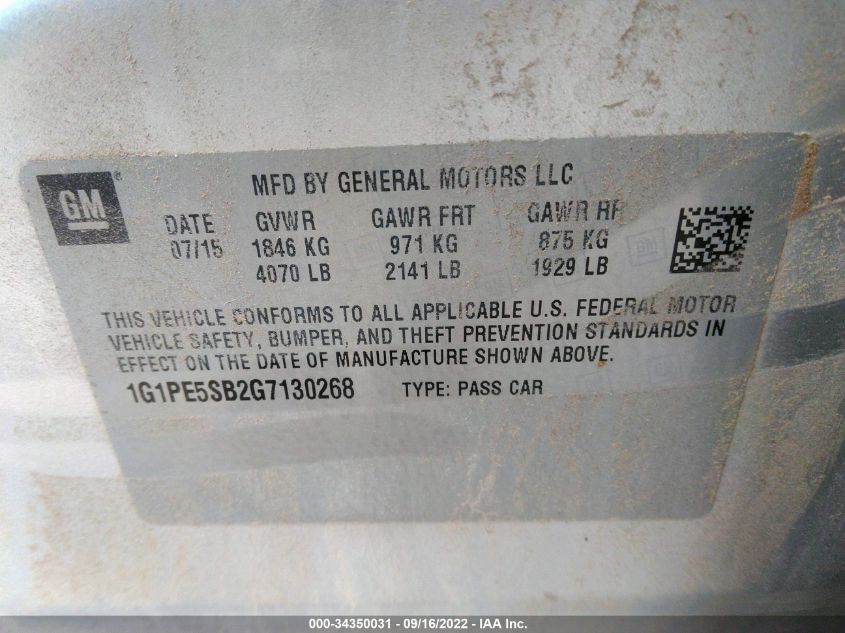 GM
®
MFD BY GENERAL MOTORS LLC
DATE GVWR GAWR FRT GAWR RR
07/15 1846 KG 971 KG 875 KG
4070 LB 2141 LB 1929 LB
THIS VEHICLE CONFORMS TO ALL APPLICABLE U.S. FEDERAL MOTOR
VEHICLE SAFETY, BUMPER, AND THEFT PREVENTION STANDARDS IN
EFFECT ON THE DATE OF MANUFACTURE SHOWN ABOVE.
1G1PE5SB2G7130268 TYPE: PASS CAR
000-34350031 - 09/16/2022 - IAA Inc.